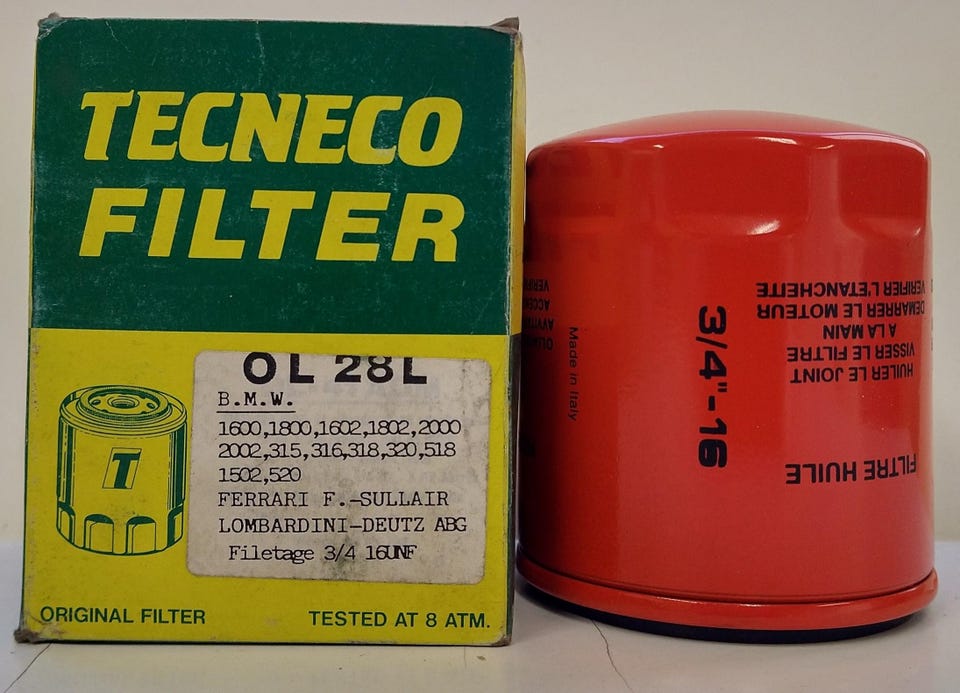 TECNECO
FILTER
OL 28L
B.M.W.
1600,1800,1602,1802,2000
2002,315,316,318,320,518
1502,520
FERRARI F.-SULLAIR
LOMBARDINI-DEUTZ ABG
Filetage 3/4 16UNF
T
ORIGINAL FILTER
TESTED AT 8 ATM.
Made in Italy
3/4"-16
FILTRE HUILE
HUILER LE JOINT
VISSER LE FILTRE
A LA MAIN
DEMARRER LE MOTEUR
VERIFIER L'ETANCHEITE